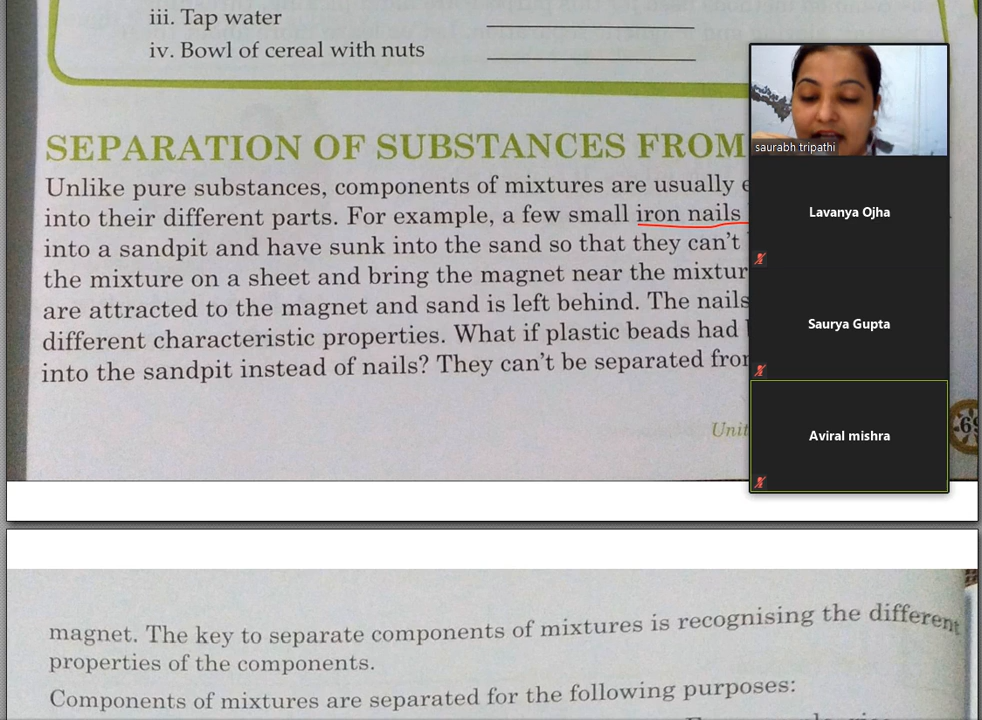 iii. Tap water
iv. Bowl of cereal with nuts
SEPARATION OF SUBSTANCES FROM
Unlike pure substances, components of mixtures are usually
into their different parts. For example, a few small iron nails
into a sandpit and have sunk into the sand so that they can't
the mixture on a sheet and bring the magnet near the
are attracted to the magnet and sand is left behind. The nails
different characteristic properties. What if plastic beads had
into the sandpit instead of nails? They can't be separated
Unit
69
saurabh tripathi
Lavanya Ojha
Saurya Gupta
Aviral mishra
magnet. The key to separate components of mixtures is recognising the different
properties of the components.
Components of mixtures are separated for the following purposes: